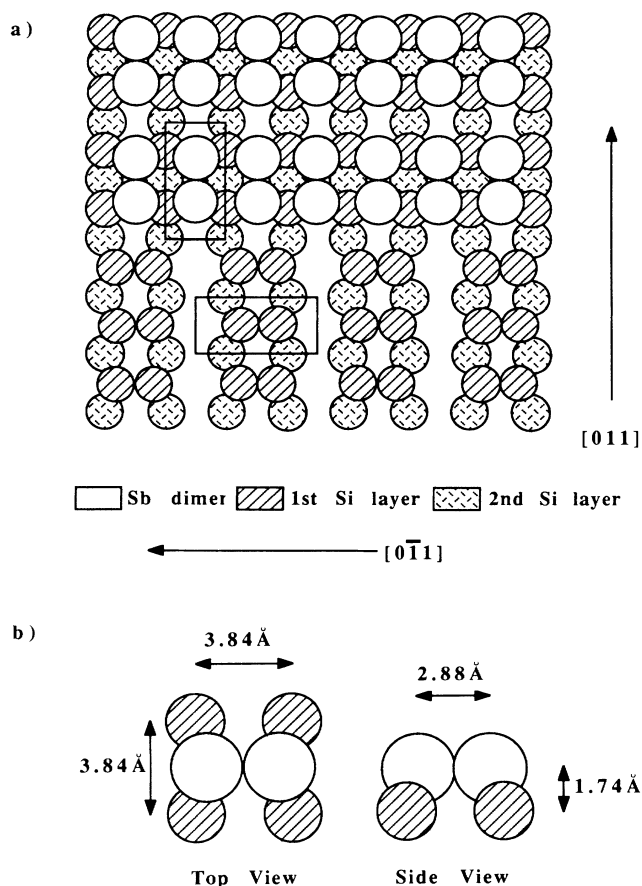 a)
[011]
Sb dimer 1st Si layer 2nd Si layer
[01̅1]
b)
3.84Å 2.88Å
3.84Å 1.74Å
Top View Side View